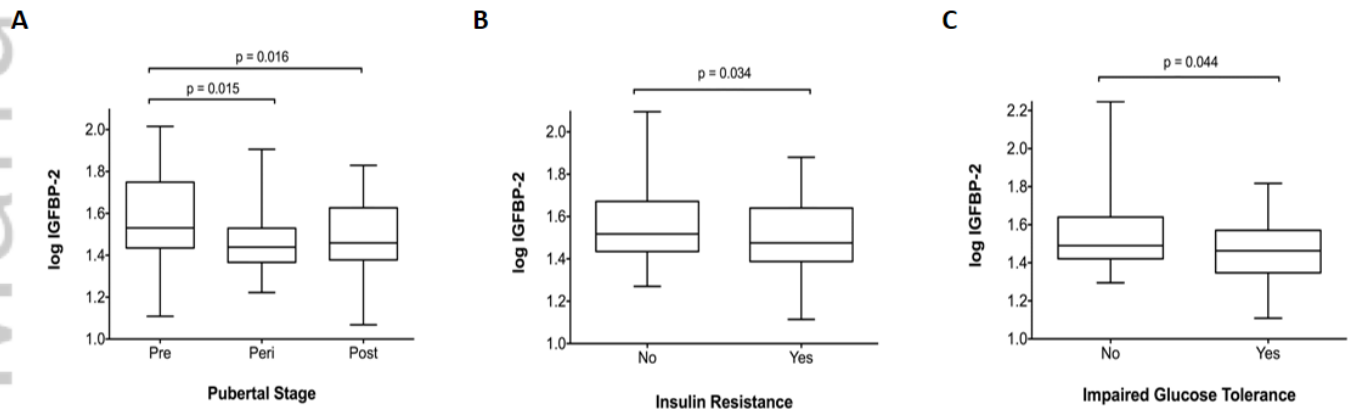 A
p = 0.016
p = 0.015
log IGFBP-2
2.0
1.8
1.6
1.4
1.2
1.0
Pre Peri Post
Pubertal Stage
B
p = 0.034
log IGFBP-2
2.0
1.8
1.6
1.4
1.2
1.0
No Yes
Insulin Resistance
C
p = 0.044
log IGFBP-2
2.2
2.0
1.8
1.6
1.4
1.2
1.0
No Yes
Impaired Glucose Tolerance